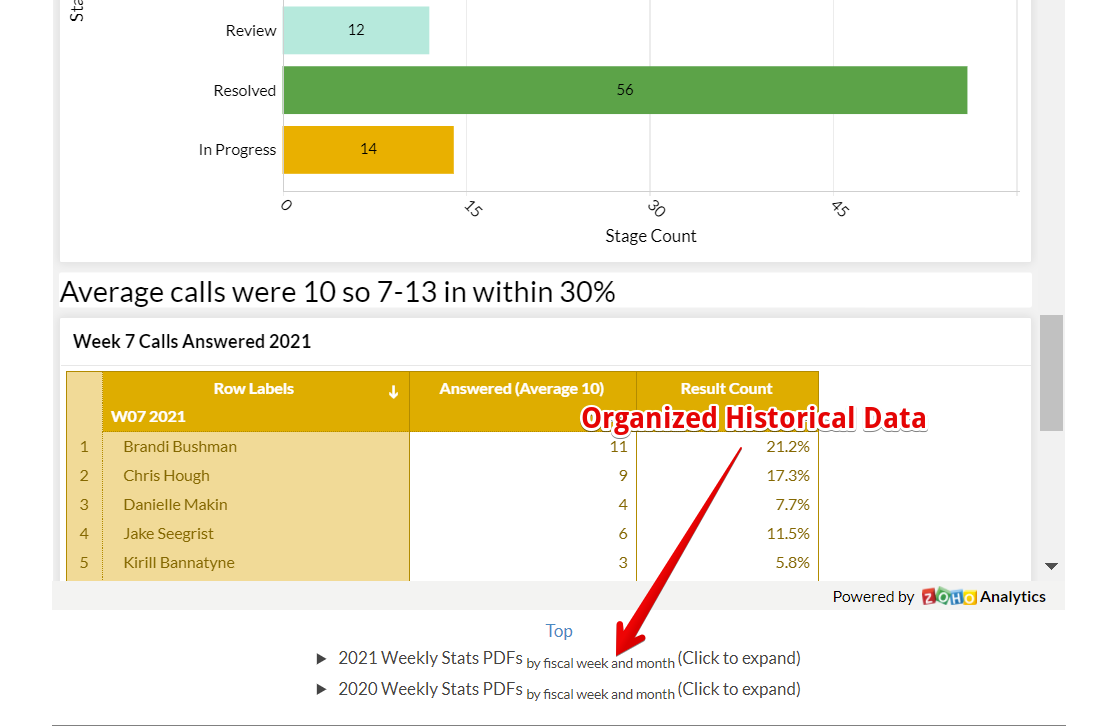 Sta
Review 12
Resolved 56
In Progress 14
0 15 30 45
Stage Count
Average calls were 10 so 7-13 in within 30%
Week 7 Calls Answered 2021
Row Labels Answered (Average 10) Result Count
W07 2021
Organized Historical Data
1 Brandi Bushman 11 21.2%
2 Chris Hough 9 17.3%
3 Danielle Makin 4 7.7%
4 Jake Seegrist 6 11.5%
5 Kirill Bannatyne 3 5.8%
Powered by ZOHO Analytics
Top
2021 Weekly Stats PDFs by fiscal week and month (Click to expand)
2020 Weekly Stats PDFs by fiscal week and month (Click to expand)